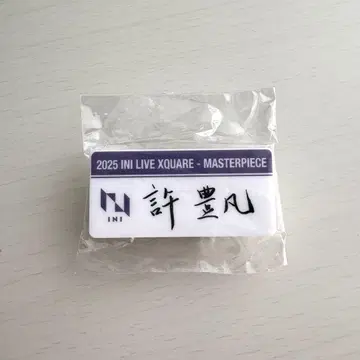 2025 INI LIVE XQUARE - MASTERPIECE
許豊凡
INI